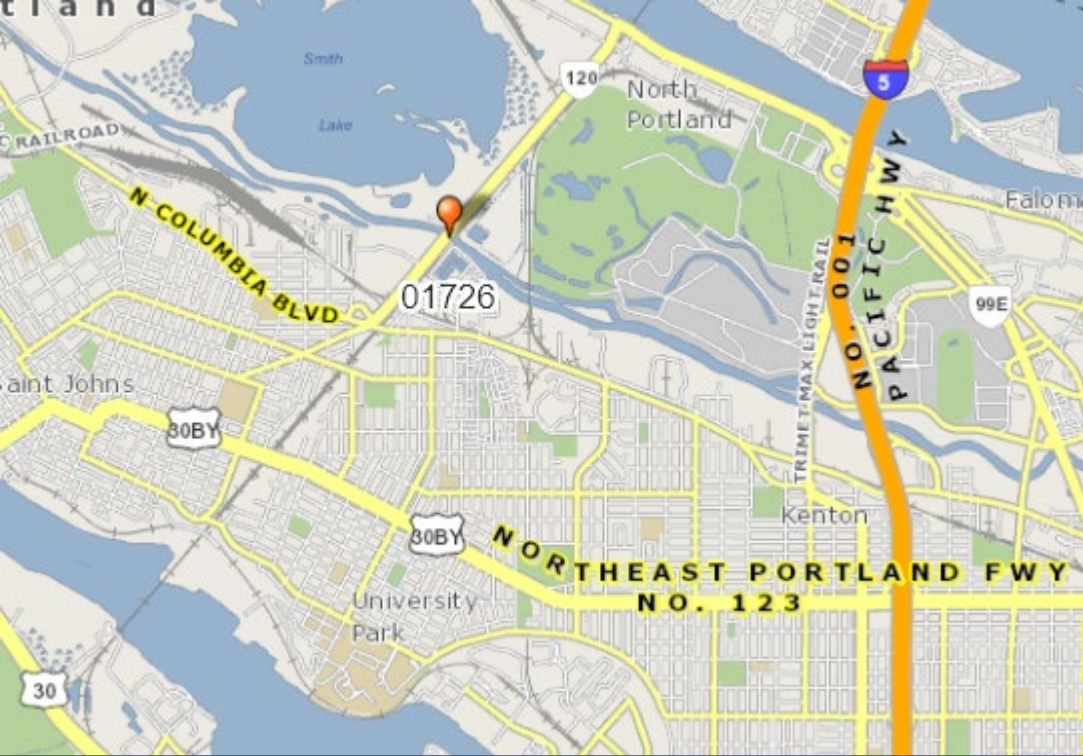 tland
Smith
Lake
120
North
Portland
5
C RAILROAD
N COLUMBIA BLVD
01726
NO. 001
PACIFIC HWY
TRIMET MAX LIGHT RAIL
99E
Saint Johns
30BY
30BY
Kenton
NORTHEAST PORTLAND FWY
NO. 123
University
Park
30